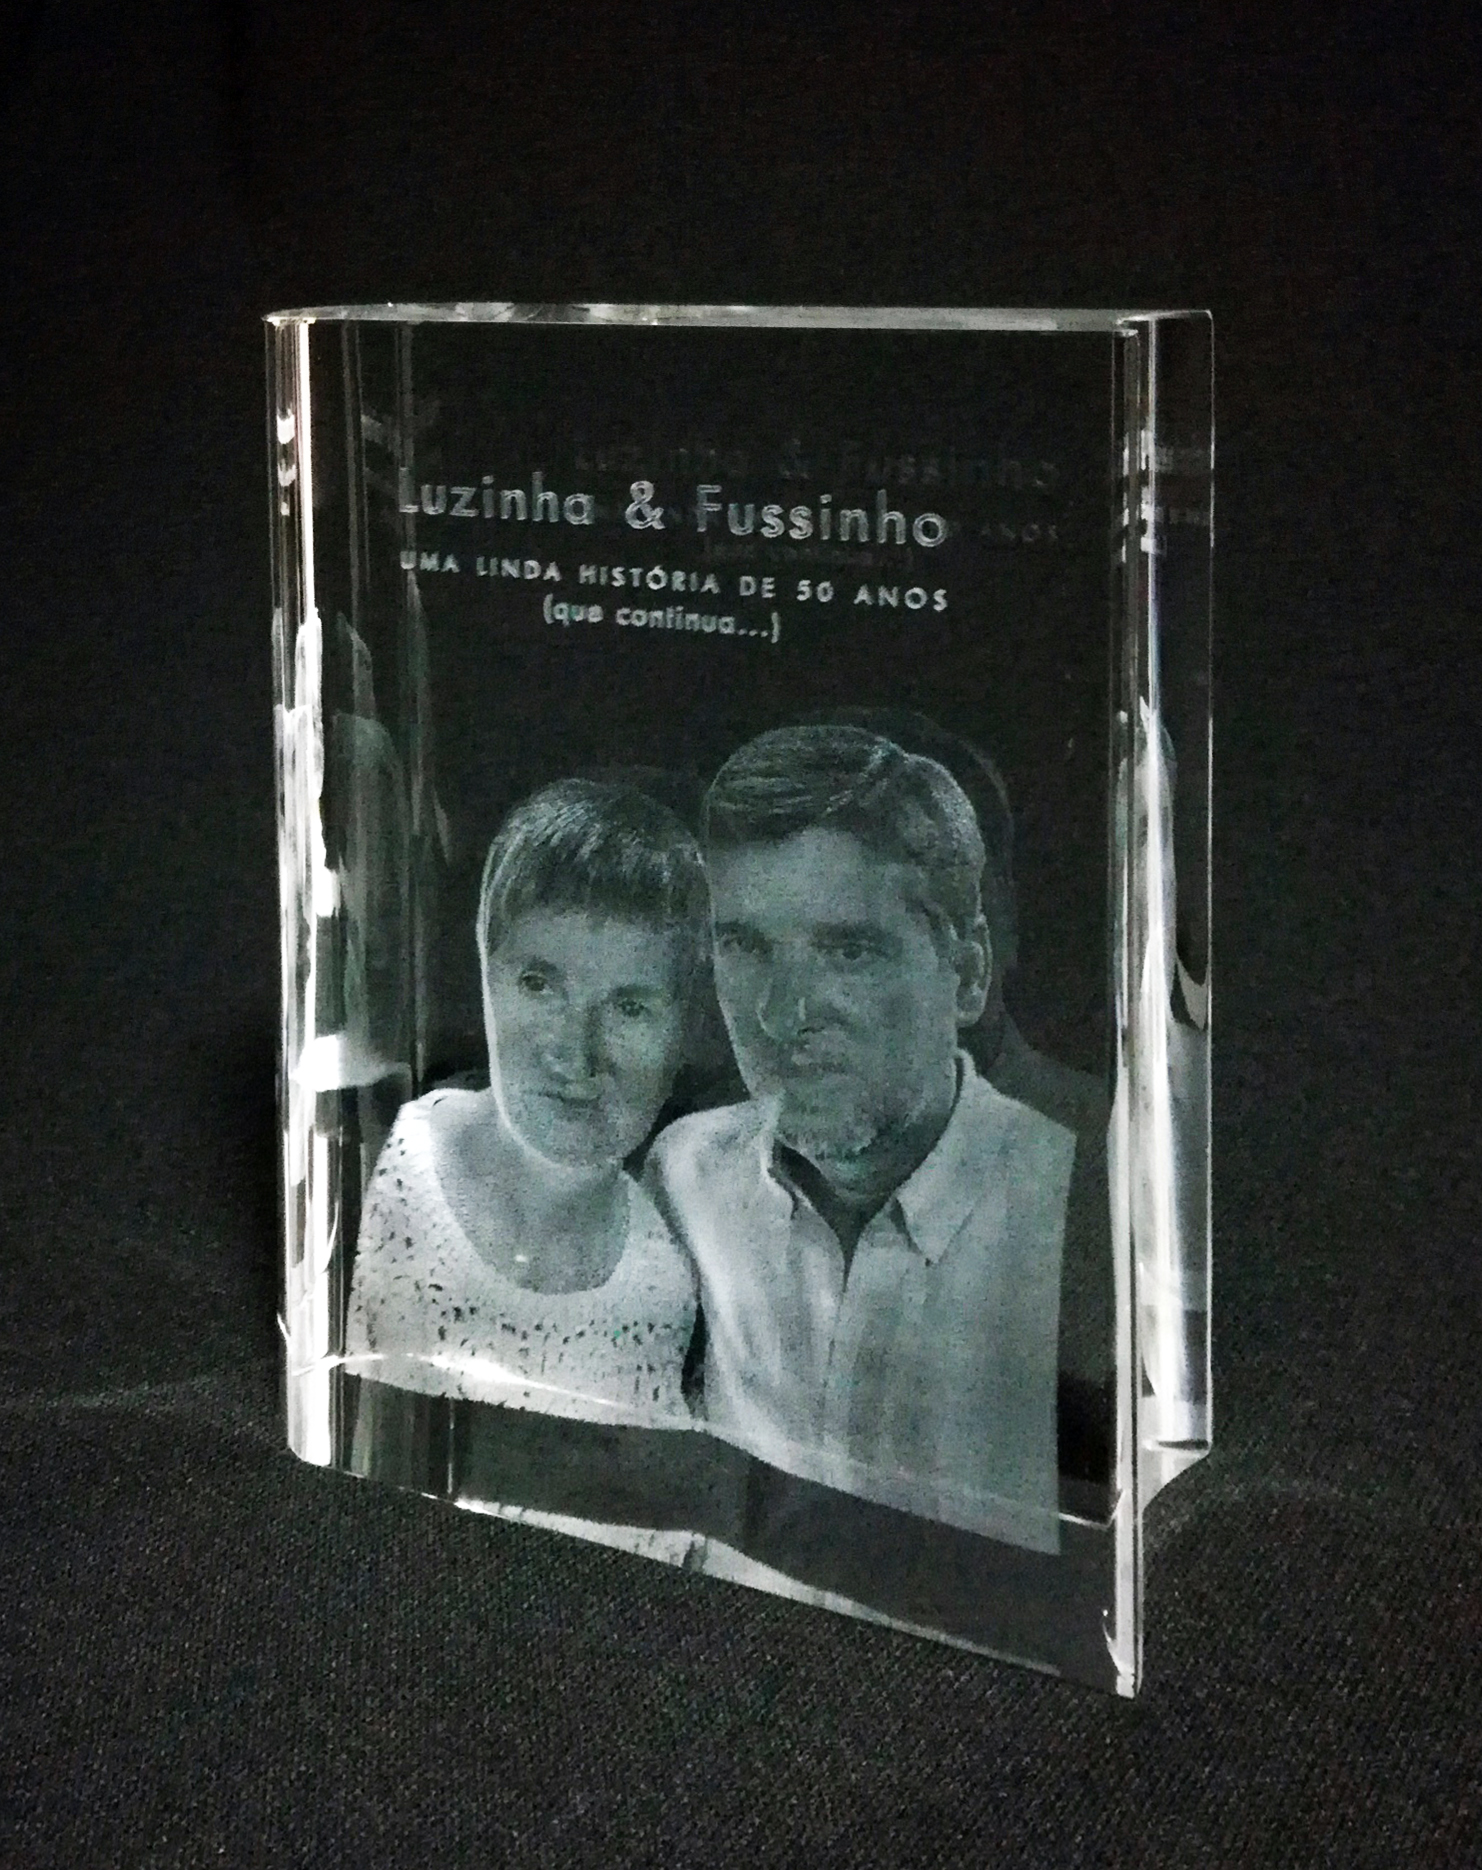 Luzinha & Fussinho
UMA LINDA HISTÓRIA DE 50 ANOS
(que continua...)